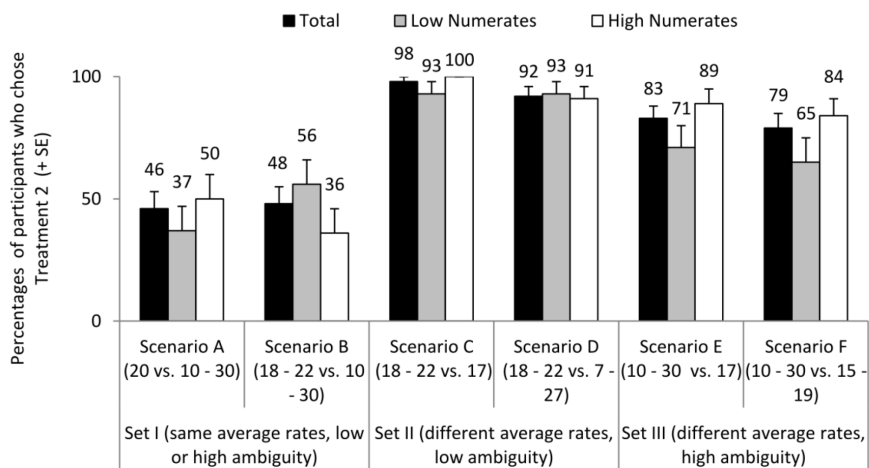 Total Low Numerates High Numerates
Percentages of participants who chose
Treatment 2 (+ SE)
100
50
0
46 37 50
48 56 36
98 93 100
92 93 91
83 71 89
79 65 84
Scenario A
(20 vs. 10 - 30)
Scenario B
(18 - 22 vs. 10
- 30)
Scenario C
(18 - 22 vs. 17)
Scenario D
(18 - 22 vs. 7 -
27)
Scenario E
(10 - 30 vs. 17)
Scenario F
(10 - 30 vs. 15 -
19)
Set I (same average rates, low
or high ambiguity)
Set II (different average rates,
low ambiguity)
Set III (different average rates,
high ambiguity)